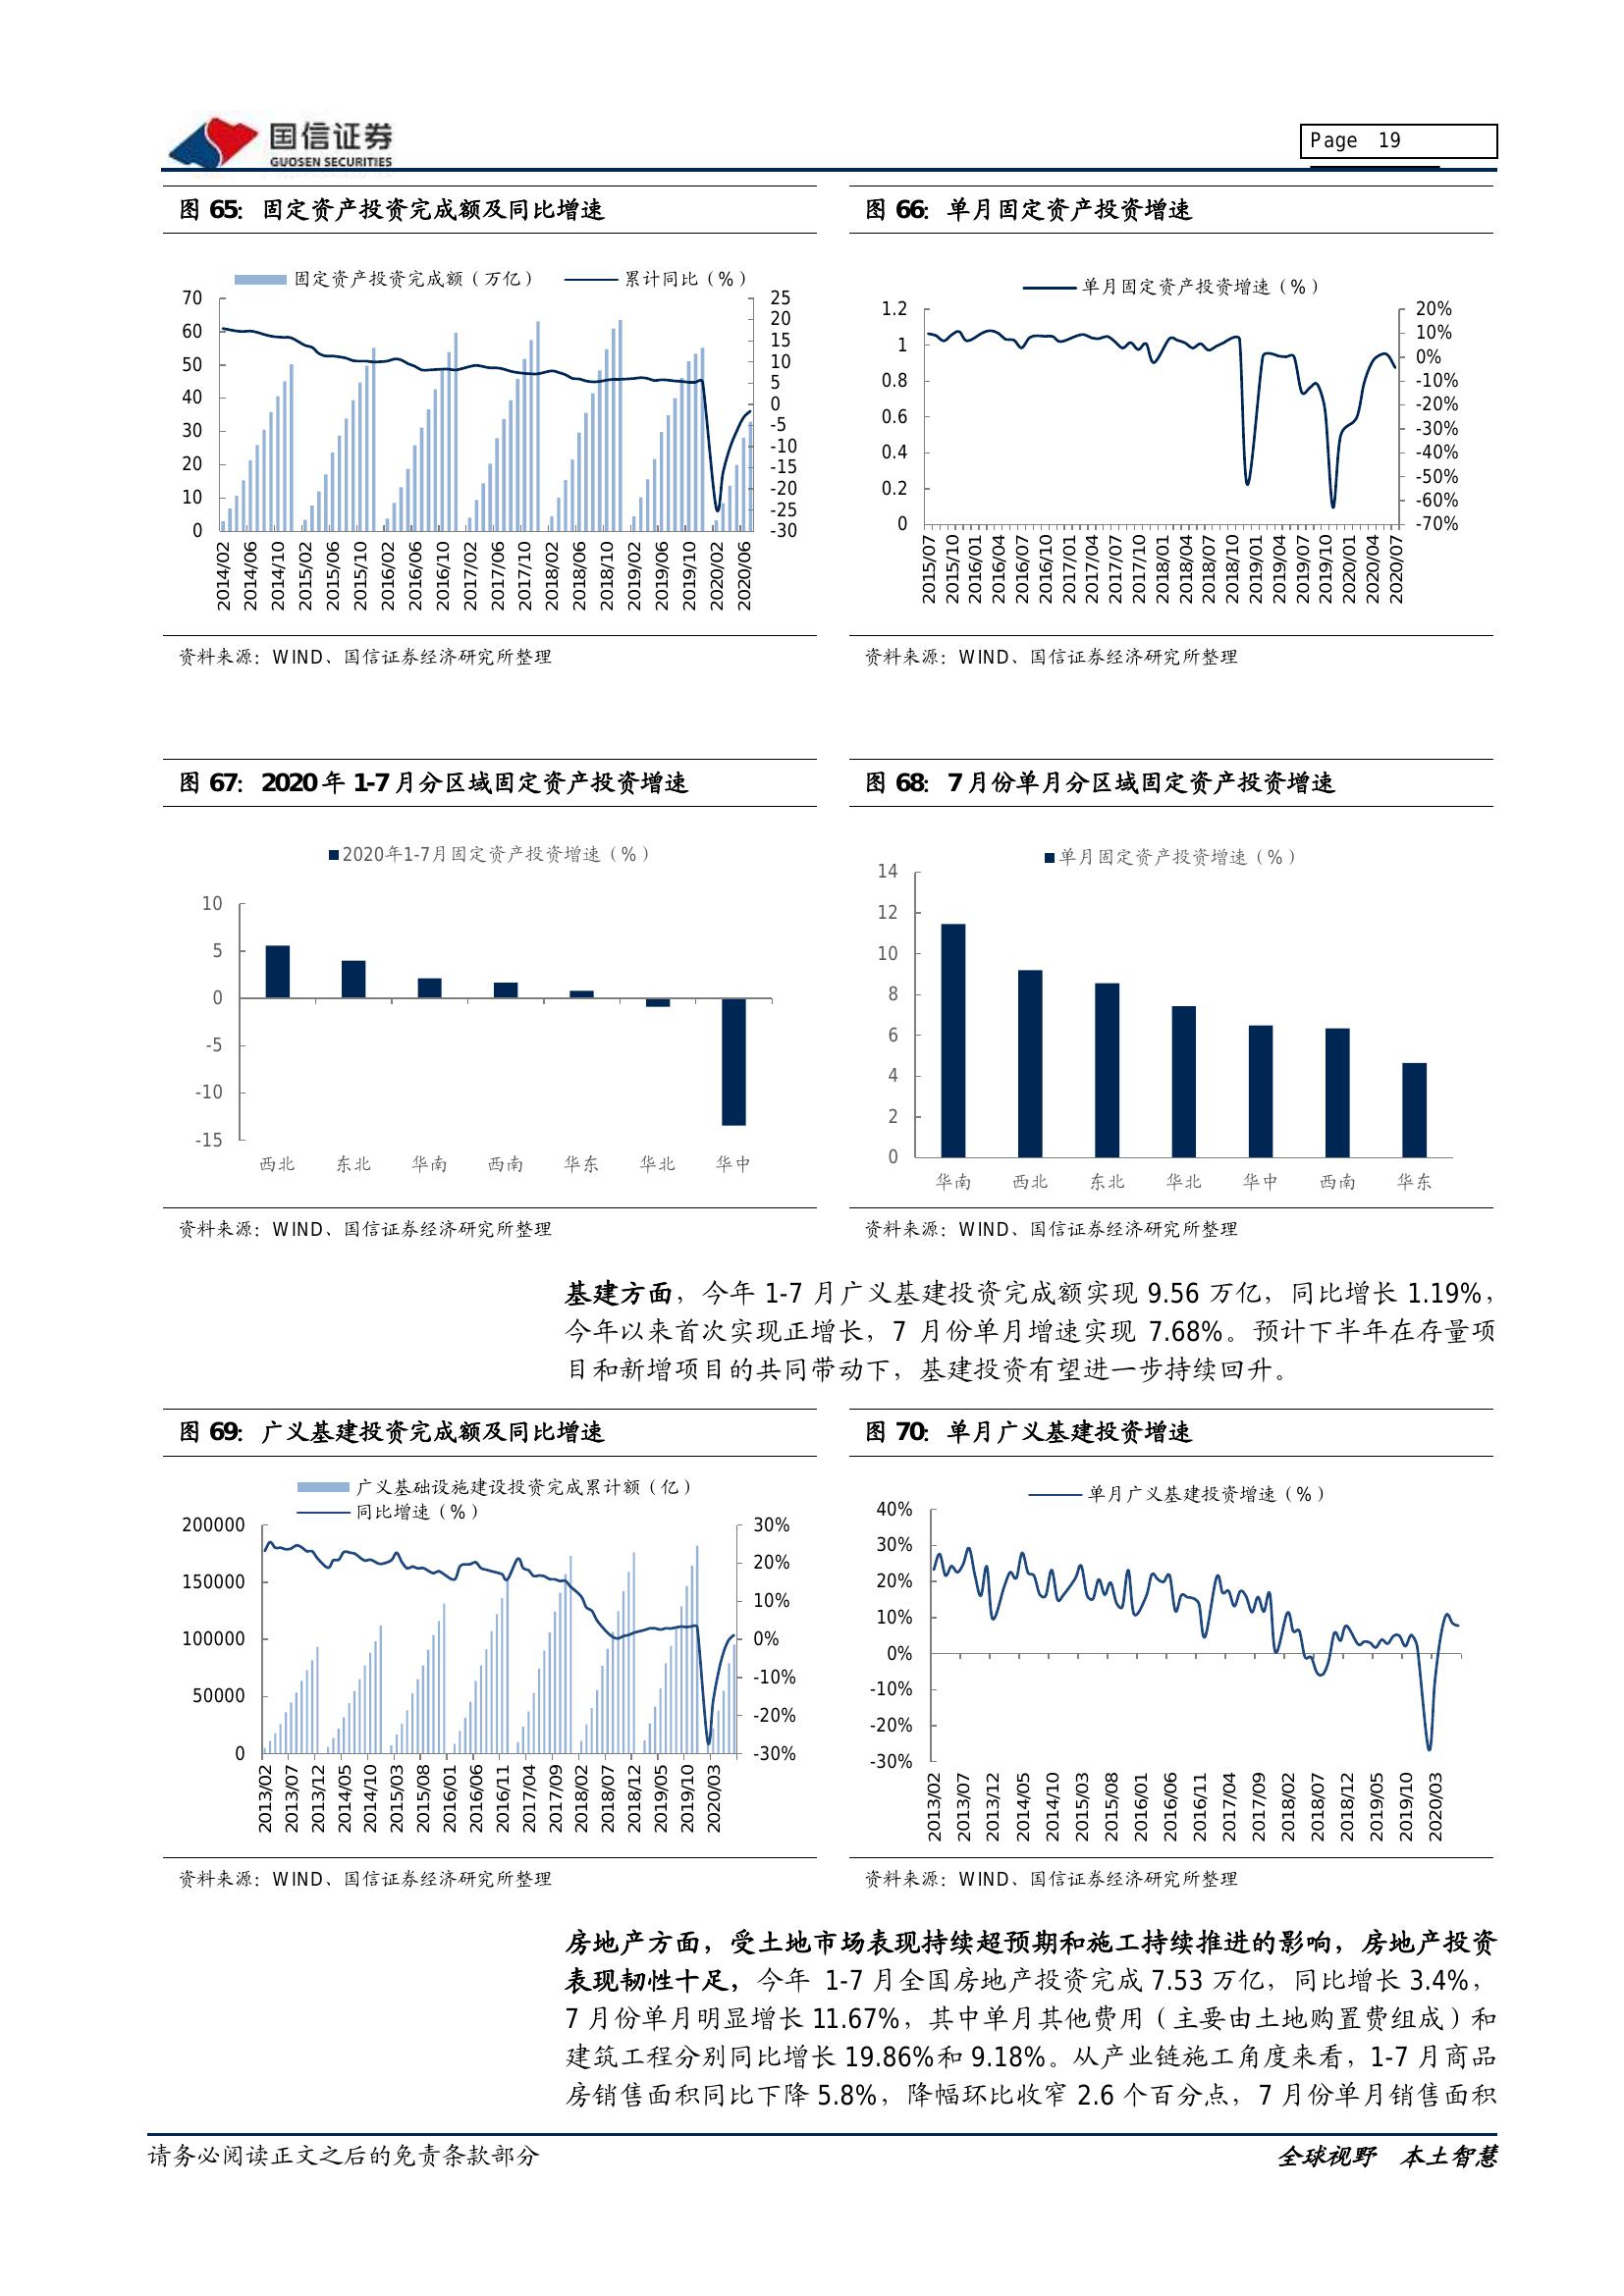 国信证券
GUOSEN SECURITIES
Page 19
图 65：固定资产投资完成额及同比增速
固定资产投资完成额（万亿） 累计同比（%）
70
60
50
40
30
20
10
0
25
20
15
10
5
0
-5
-10
-15
-20
-25
-30
2014/02 2014/06 2014/10 2015/02 2015/06 2015/10 2016/02 2016/06 2016/10 2017/02 2017/06 2017/10 2018/02 2018/06 2018/10 2019/02 2019/06 2019/10 2020/02 2020/06
资料来源：WIND、国信证券经济研究所整理
图 66：单月固定资产投资增速
单月固定资产投资增速（%）
1.2
1
0.8
0.6
0.4
0.2
0
20%
10%
0%
-10%
-20%
-30%
-40%
-50%
-60%
-70%
2015/07 2015/10 2016/01 2016/04 2016/07 2016/10 2017/01 2017/04 2017/07 2017/10 2018/01 2018/04 2018/07 2018/10 2019/01 2019/04 2019/07 2019/10 2020/01 2020/04 2020/07
资料来源：WIND、国信证券经济研究所整理
图 67：2020 年 1-7 月分区域固定资产投资增速
2020年1-7月固定资产投资增速（%）
10
5
0
-5
-10
-15
西北 东北 华南 西南 华东 华北 华中
资料来源：WIND、国信证券经济研究所整理
图 68：7 月份单月分区域固定资产投资增速
单月固定资产投资增速（%）
14
12
10
8
6
4
2
0
华南 西北 东北 华北 华中 西南 华东
资料来源：WIND、国信证券经济研究所整理
基建方面，今年 1-7 月广义基建投资完成额实现 9.56 万亿，同比增长 1.19%，
今年以来首次实现正增长，7 月份单月增速实现 7.68%。预计下半年在存量项
目和新增项目的共同带动下，基建投资有望进一步持续回升。
图 69：广义基建投资完成额及同比增速
广义基础设施建设投资完成累计额（亿）
同比增速（%）
200000
150000
100000
50000
0
30%
20%
10%
0%
-10%
-20%
-30%
2013/02 2013/07 2013/12 2014/05 2014/10 2015/03 2015/08 2016/01 2016/06 2016/11 2017/04 2017/09 2018/02 2018/07 2018/12 2019/05 2019/10 2020/03
资料来源：WIND、国信证券经济研究所整理
图 70：单月广义基建投资增速
单月广义基建投资增速（%）
40%
30%
20%
10%
0%
-10%
-20%
-30%
2013/02 2013/07 2013/12 2014/05 2014/10 2015/03 2015/08 2016/01 2016/06 2016/11 2017/04 2017/09 2018/02 2018/07 2018/12 2019/05 2019/10 2020/03
资料来源：WIND、国信证券经济研究所整理
房地产方面，受土地市场表现持续超预期和施工持续推进的影响，房地产投资
表现韧性十足，今年 1-7 月全国房地产投资完成 7.53 万亿，同比增长 3.4%，
7 月份单月明显增长 11.67%，其中单月其他费用（主要由土地购置费组成）和
建筑工程分别同比增长 19.86%和 9.18%。从产业链施工角度来看，1-7 月商品
房销售面积同比下降 5.8%，降幅环比收窄 2.6 个百分点，7 月份单月销售面积
请务必阅读正文之后的免责条款部分
全球视野 本土智慧